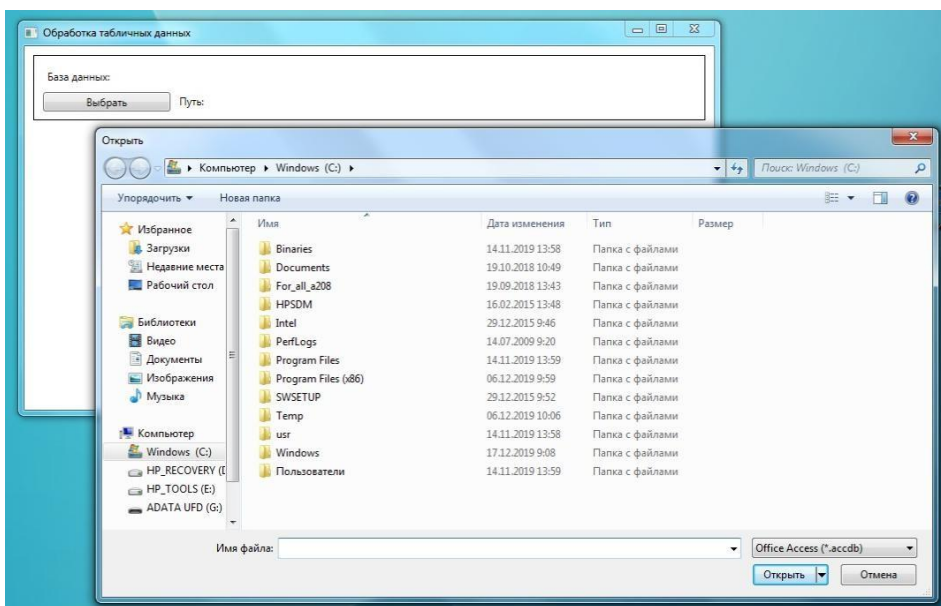 Обработка табличных данных
База данных:
Выбрать Путь:
Открыть
Компьютер Windows (C:)
Поиск: Windows (C:)
Упорядочить Новая папка
Имя Дата изменения Тип Размер
Избранное
Загрузки
Недавние места
Рабочий стол
Библиотеки
Видео
Документы
Изображения
Музыка
Компьютер
Windows (C:)
HP_RECOVERY (D
HP_TOOLS (E:)
ADATA UFD (G:)
Binaries 14.11.2019 13:58 Папка с файлами
Documents 19.10.2018 10:49 Папка с файлами
For_all_a208 19.09.2018 13:43 Папка с файлами
HPSDM 16.02.2015 13:48 Папка с файлами
Intel 29.12.2015 9:46 Папка с файлами
PerfLogs 14.07.2009 9:20 Папка с файлами
Program Files 14.11.2019 13:59 Папка с файлами
Program Files (x86) 06.12.2019 9:59 Папка с файлами
SWSETUP 29.12.2015 9:52 Папка с файлами
Temp 06.12.2019 10:06 Папка с файлами
usr 14.11.2019 13:58 Папка с файлами
Windows 17.12.2019 9:08 Папка с файлами
Пользователи 14.11.2019 13:59 Папка с файлами
Имя файла:
Office Access (*.accdb)
Открыть Отмена